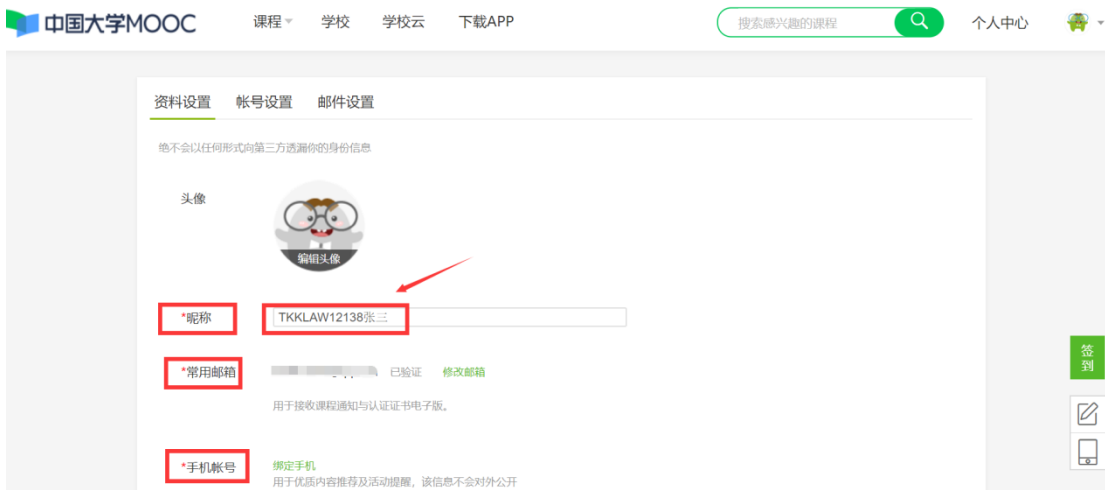 中国大学MOOC 课程 学校 学校云 下载APP 搜索感兴趣的课程 个人中心
资料设置 帐号设置 邮件设置
绝不会以任何形式向第三方透漏你的身份信息
头像
编辑头像
*昵称 TKKLAW12138张三
*常用邮箱 已验证 修改邮箱
用于接收课程通知与认证证书电子版。
*手机帐号 绑定手机
用于优质内容推荐及活动提醒，该信息不会对外公开
签到